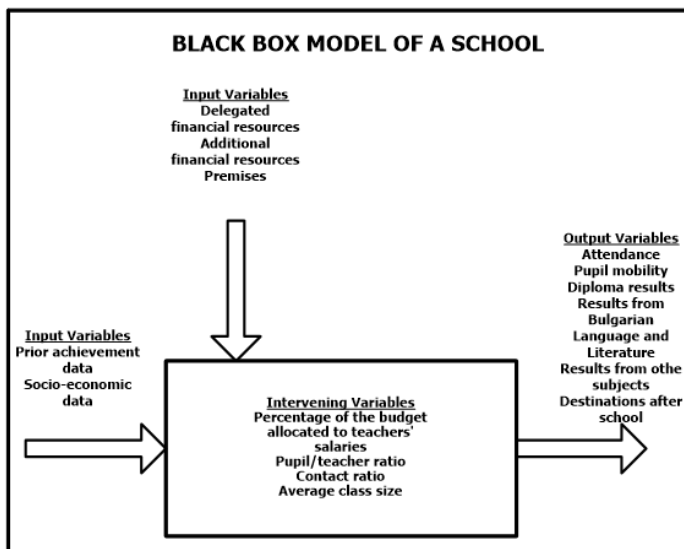 BLACK BOX MODEL OF A SCHOOL
Input Variables
Delegated
financial resources
Additional
financial resources
Premises
Input Variables
Prior achievement
data
Socio-economic
data
Intervening Variables
Percentage of the budget
allocated to teachers'
salaries
Pupil/teacher ratio
Contact ratio
Average class size
Output Variables
Attendance
Pupil mobility
Diploma results
Results from
Bulgarian
Language and
Literature
Results from othe
subjects
Destinations after
school